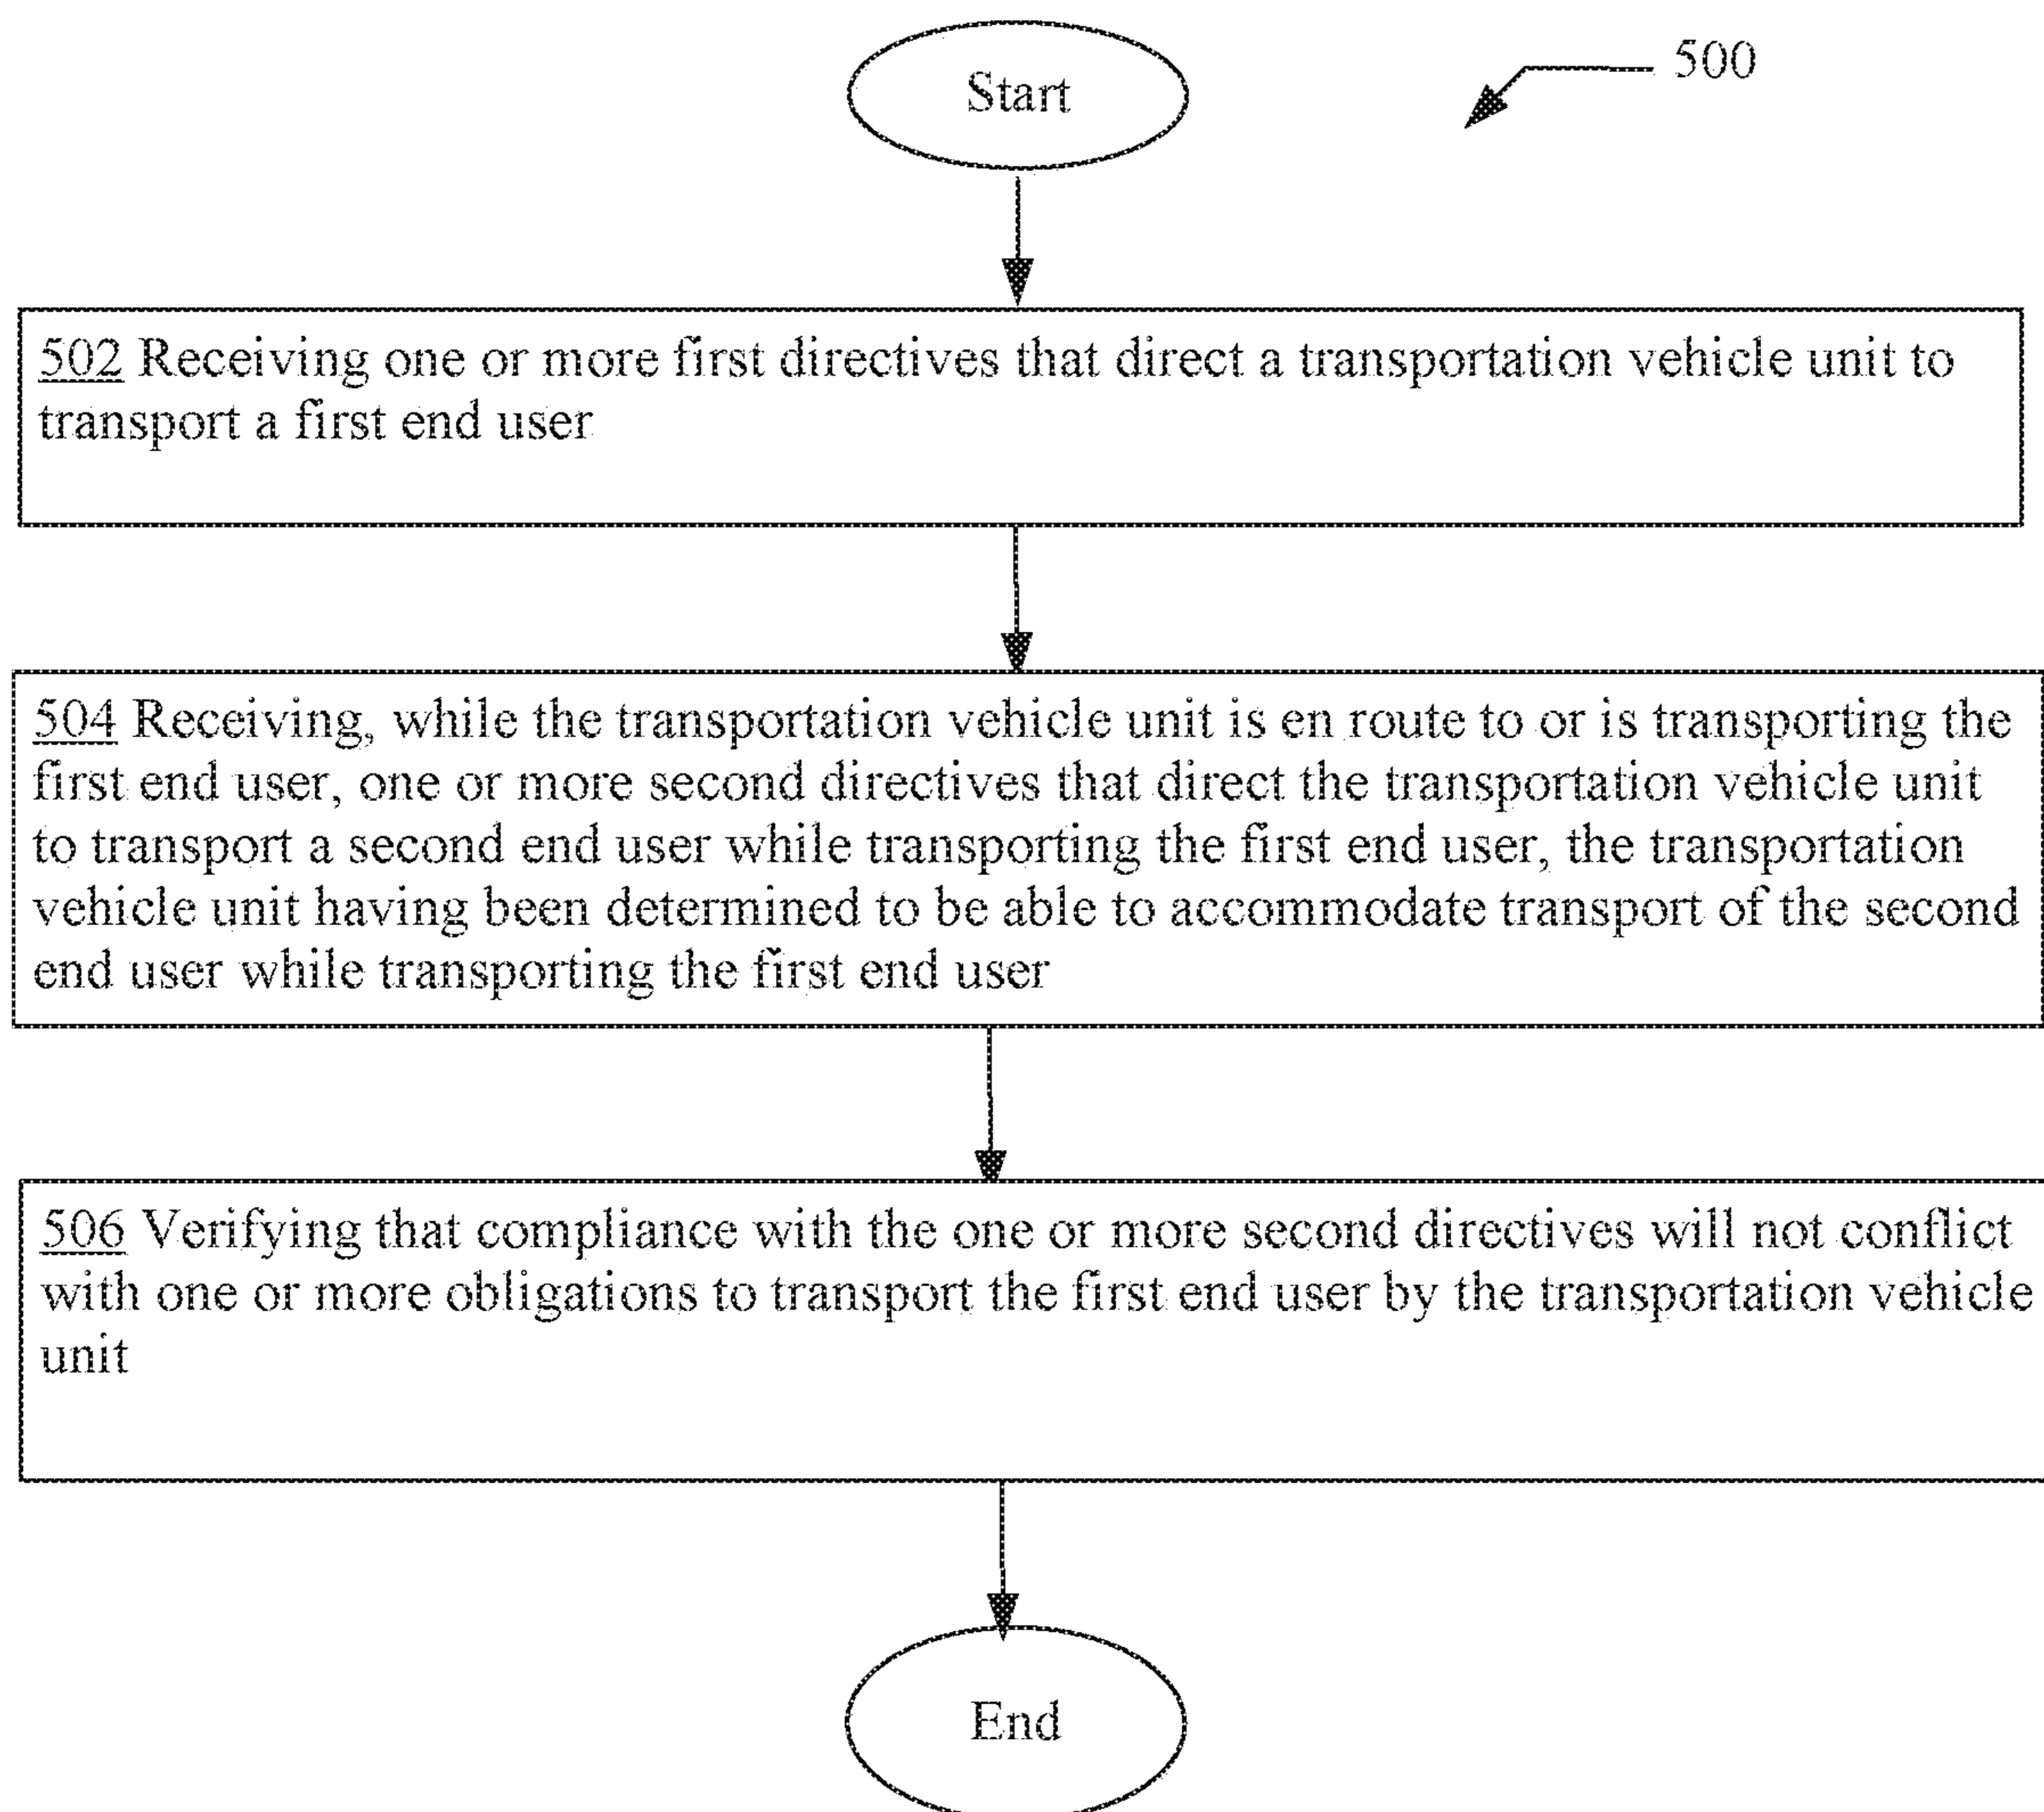 Start
500
502 Receiving one or more first directives that direct a transportation vehicle unit to
transport a first end user
504 Receiving, while the transportation vehicle unit is en route to or is transporting the
first end user, one or more second directives that direct the transportation vehicle unit
to transport a second end user while transporting the first end user, the transportation
vehicle unit having been determined to be able to accommodate transport of the second
end user while transporting the first end user
506 Verifying that compliance with the one or more second directives will not conflict
with one or more obligations to transport the first end user by the transportation vehicle
unit
End